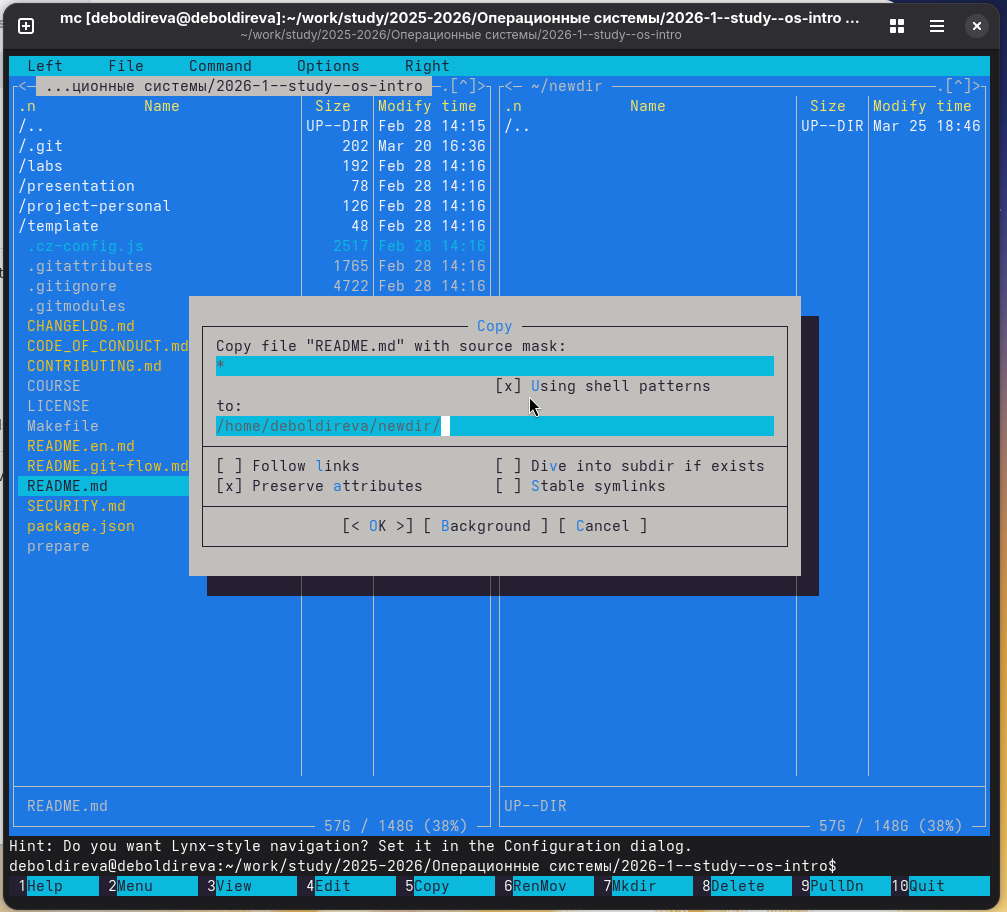 mc [deboldireva@deboldireva]:~/work/study/2025-2026/Операционные системы/2026-1--study--os-intro ...
~/work/study/2025-2026/Операционные системы/2026-1--study--os-intro
Left File Command Options Right
<— ...ционные системы/2026-1--study--os-intro —.[^]> <— ~/newdir —.[^]>
.n Name Size Modify time .n Name Size Modify time
/.. UP--DIR Feb 28 14:15 /.. UP--DIR Mar 25 18:46
/.git 202 Mar 20 16:36
/labs 192 Feb 28 14:16
/presentation 78 Feb 28 14:16
/project-personal 126 Feb 28 14:16
/template 48 Feb 28 14:16
.cz-config.js 2517 Feb 28 14:16
.gitattributes 1765 Feb 28 14:16
.gitignore 4722 Feb 28 14:16
.gitmodules
CHANGELOG.md
CODE_OF_CONDUCT.md
CONTRIBUTING.md
COURSE
LICENSE
Makefile
README.en.md
README.git-flow.md
README.md
SECURITY.md
package.json
prepare
Copy
Copy file "README.md" with source mask:
*
[x] Using shell patterns
to:
/home/deboldireva/newdir/
[ ] Follow links [ ] Dive into subdir if exists
[x] Preserve attributes [ ] Stable symlinks
[< OK >] [ Background ] [ Cancel ]
README.md UP--DIR
57G / 148G (38%) 57G / 148G (38%)
Hint: Do you want Lynx-style navigation? Set it in the Configuration dialog.
deboldireva@deboldireva:~/work/study/2025-2026/Операционные системы/2026-1--study--os-intro$
1Help 2Menu 3View 4Edit 5Copy 6RenMov 7Mkdir 8Delete 9PullDn 10Quit